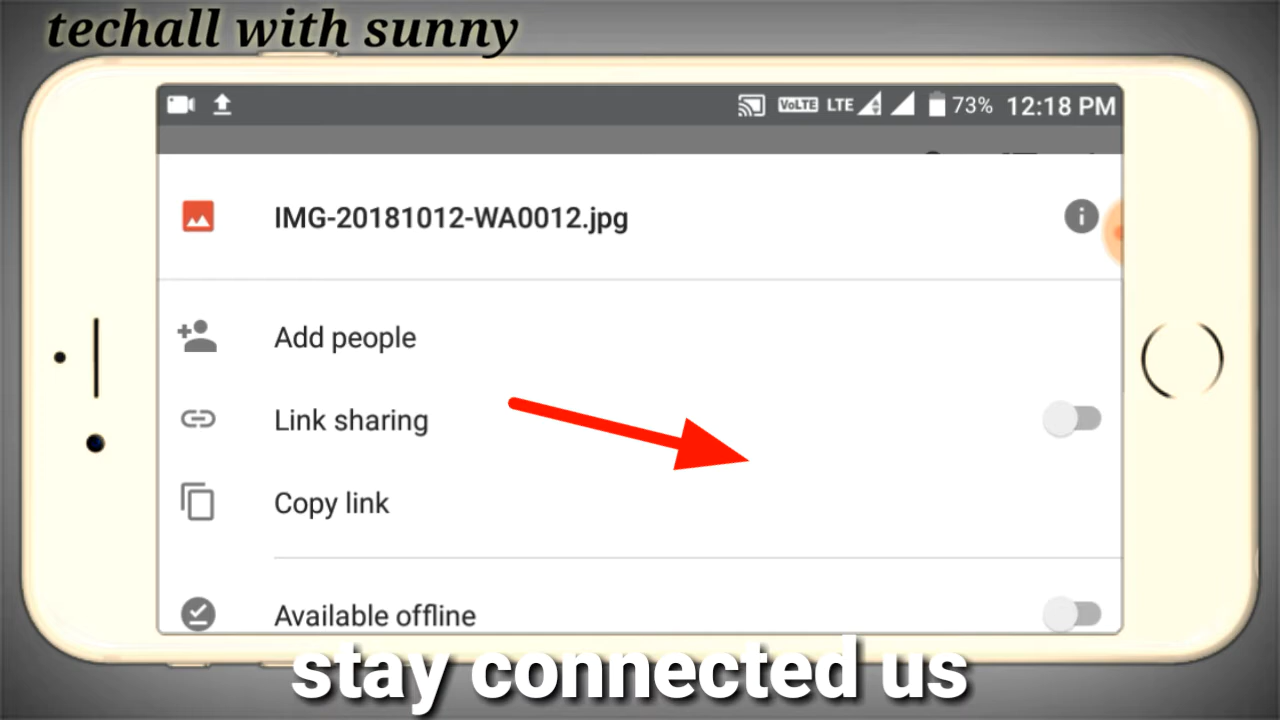 techall with sunny
VoLTE LTE 73% 12:18 PM
IMG-20181012-WA0012.jpg
Add people
Link sharing
Copy link
Available offline
stay connected us